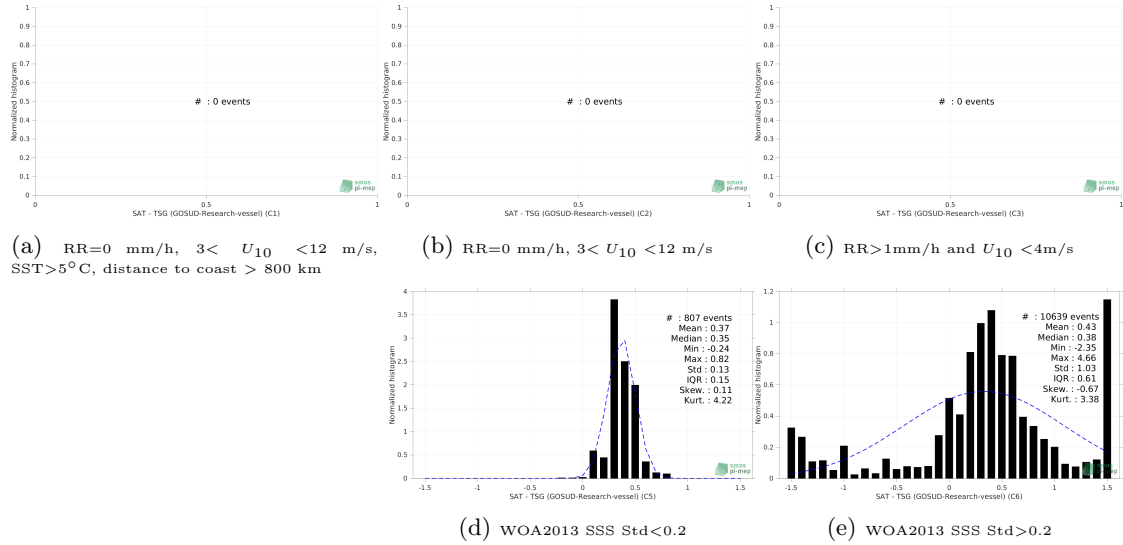 1
0.9
0.8
0.7
0.6
0.5
0.4
0.3
0.2
0.1
0
Normalized histogram
# : 0 events
smos
pi-mep
0 0.5 1
SAT - TSG (GOSUD-Research-vessel) (C1)
(a) RR=0 mm/h, 3< U10 <12 m/s,
SST>5°C, distance to coast > 800 km
1
0.9
0.8
0.7
0.6
0.5
0.4
0.3
0.2
0.1
0
Normalized histogram
# : 0 events
smos
pi-mep
0 0.5 1
SAT - TSG (GOSUD-Research-vessel) (C2)
(b) RR=0 mm/h, 3< U10 <12 m/s
1
0.9
0.8
0.7
0.6
0.5
0.4
0.3
0.2
0.1
0
Normalized histogram
# : 0 events
smos
pi-mep
0 0.5 1
SAT - TSG (GOSUD-Research-vessel) (C3)
(c) RR>1mm/h and U10 <4m/s
4
3.5
3
2.5
2
1.5
1
0.5
0
Normalized histogram
# : 807 events
Mean : 0.37
Median : 0.35
Min : -0.24
Max : 0.82
Std : 0.13
IQR : 0.15
Skew. : 0.11
Kurt. : 4.22
smos
pi-mep
-1.5 -1 -0.5 0 0.5 1 1.5
SAT - TSG (GOSUD-Research-vessel) (C5)
(d) WOA2013 SSS Std<0.2
1.2
1
0.8
0.6
0.4
0.2
0
Normalized histogram
# : 10639 events
Mean : 0.43
Median : 0.38
Min : -2.35
Max : 4.66
Std : 1.03
IQR : 0.61
Skew. : -0.67
Kurt. : 3.38
smos
pi-mep
-1.5 -1 -0.5 0 0.5 1 1.5
SAT - TSG (GOSUD-Research-vessel) (C6)
(e) WOA2013 SSS Std>0.2